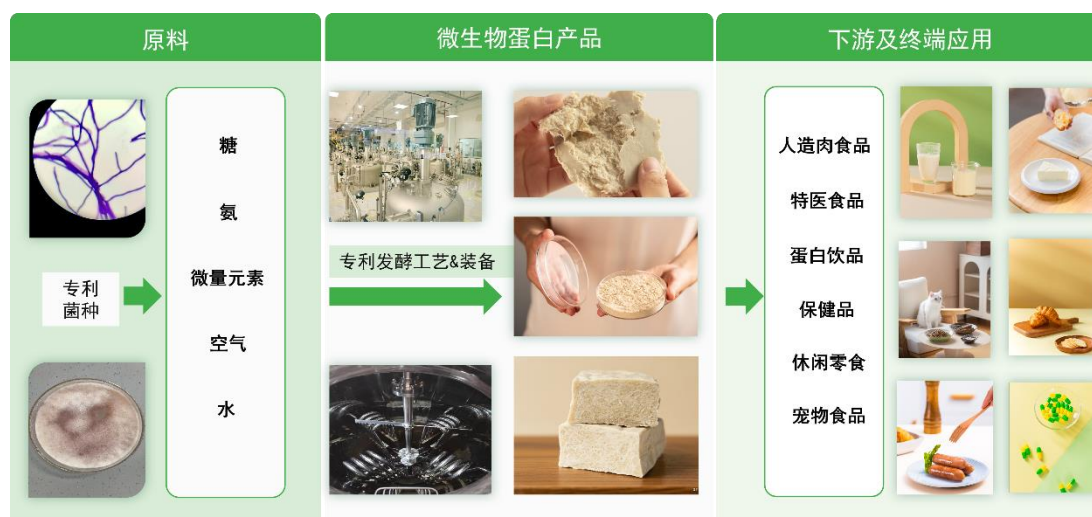 原料
微生物蛋白产品
下游及终端应用
专利
菌种
糖
氨
微量元素
空气
水
专利发酵工艺&装备
人造肉食品
特医食品
蛋白饮品
保健品
休闲零食
宠物食品